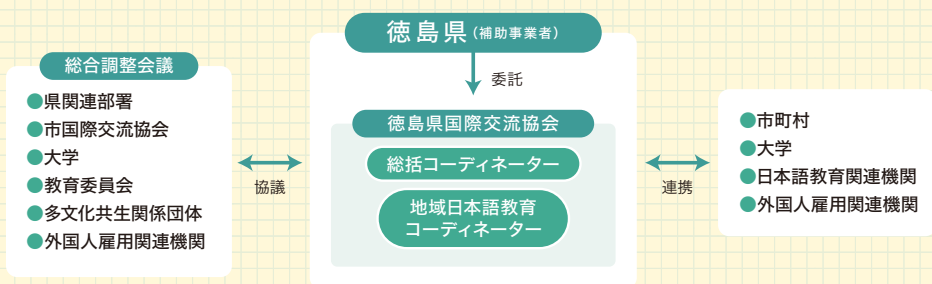 総合調整会議
●県関連部署
●市国際交流協会
●大学
●教育委員会
●多文化共生関係団体
●外国人雇用関連機関
協議
徳島県（補助事業者）
委託
徳島県国際交流協会
総括コーディネーター
地域日本語教育
コーディネーター
連携
●市町村
●大学
●日本語教育関連機関
●外国人雇用関連機関